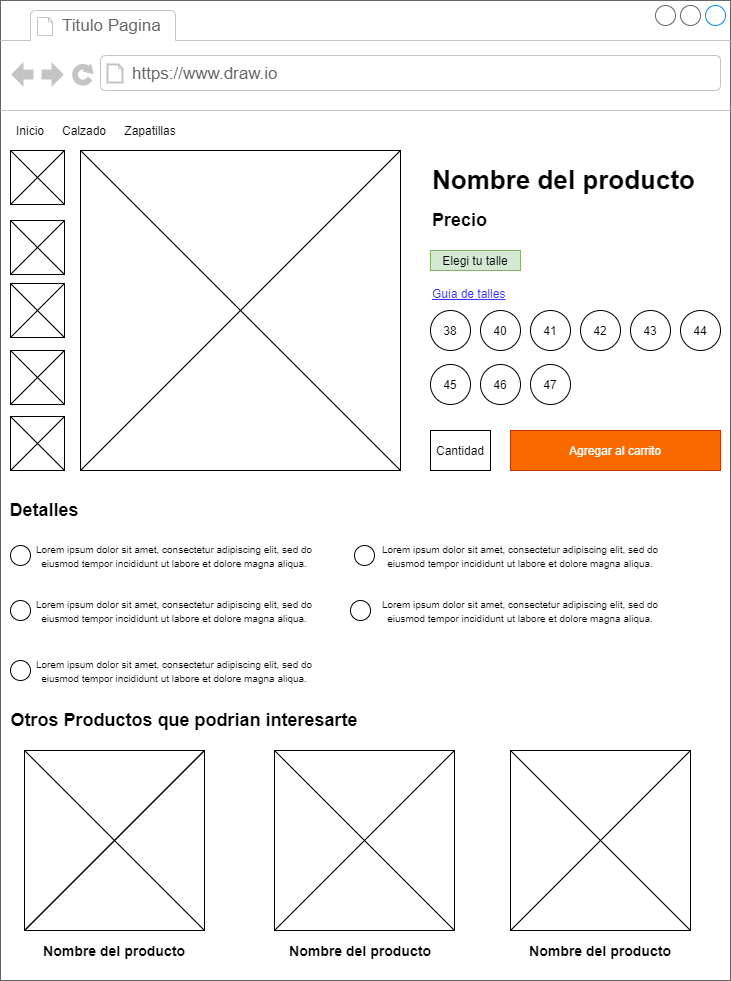 Titulo Pagina
https://www.draw.io
Inicio Calzado Zapatillas
Nombre del producto
Precio
Elegi tu talle
Guia de talles
38 40 41 42 43 44
45 46 47
Cantidad Agregar al carrito
Detalles
Lorem ipsum dolor sit amet, consectetur adipiscing elit, sed do
eiusmod tempor incididunt ut labore et dolore magna aliqua.
Lorem ipsum dolor sit amet, consectetur adipiscing elit, sed do
eiusmod tempor incididunt ut labore et dolore magna aliqua.
Lorem ipsum dolor sit amet, consectetur adipiscing elit, sed do
eiusmod tempor incididunt ut labore et dolore magna aliqua.
Lorem ipsum dolor sit amet, consectetur adipiscing elit, sed do
eiusmod tempor incididunt ut labore et dolore magna aliqua.
Lorem ipsum dolor sit amet, consectetur adipiscing elit, sed do
eiusmod tempor incididunt ut labore et dolore magna aliqua.
Otros Productos que podrian interesarte
Nombre del producto
Nombre del producto
Nombre del producto